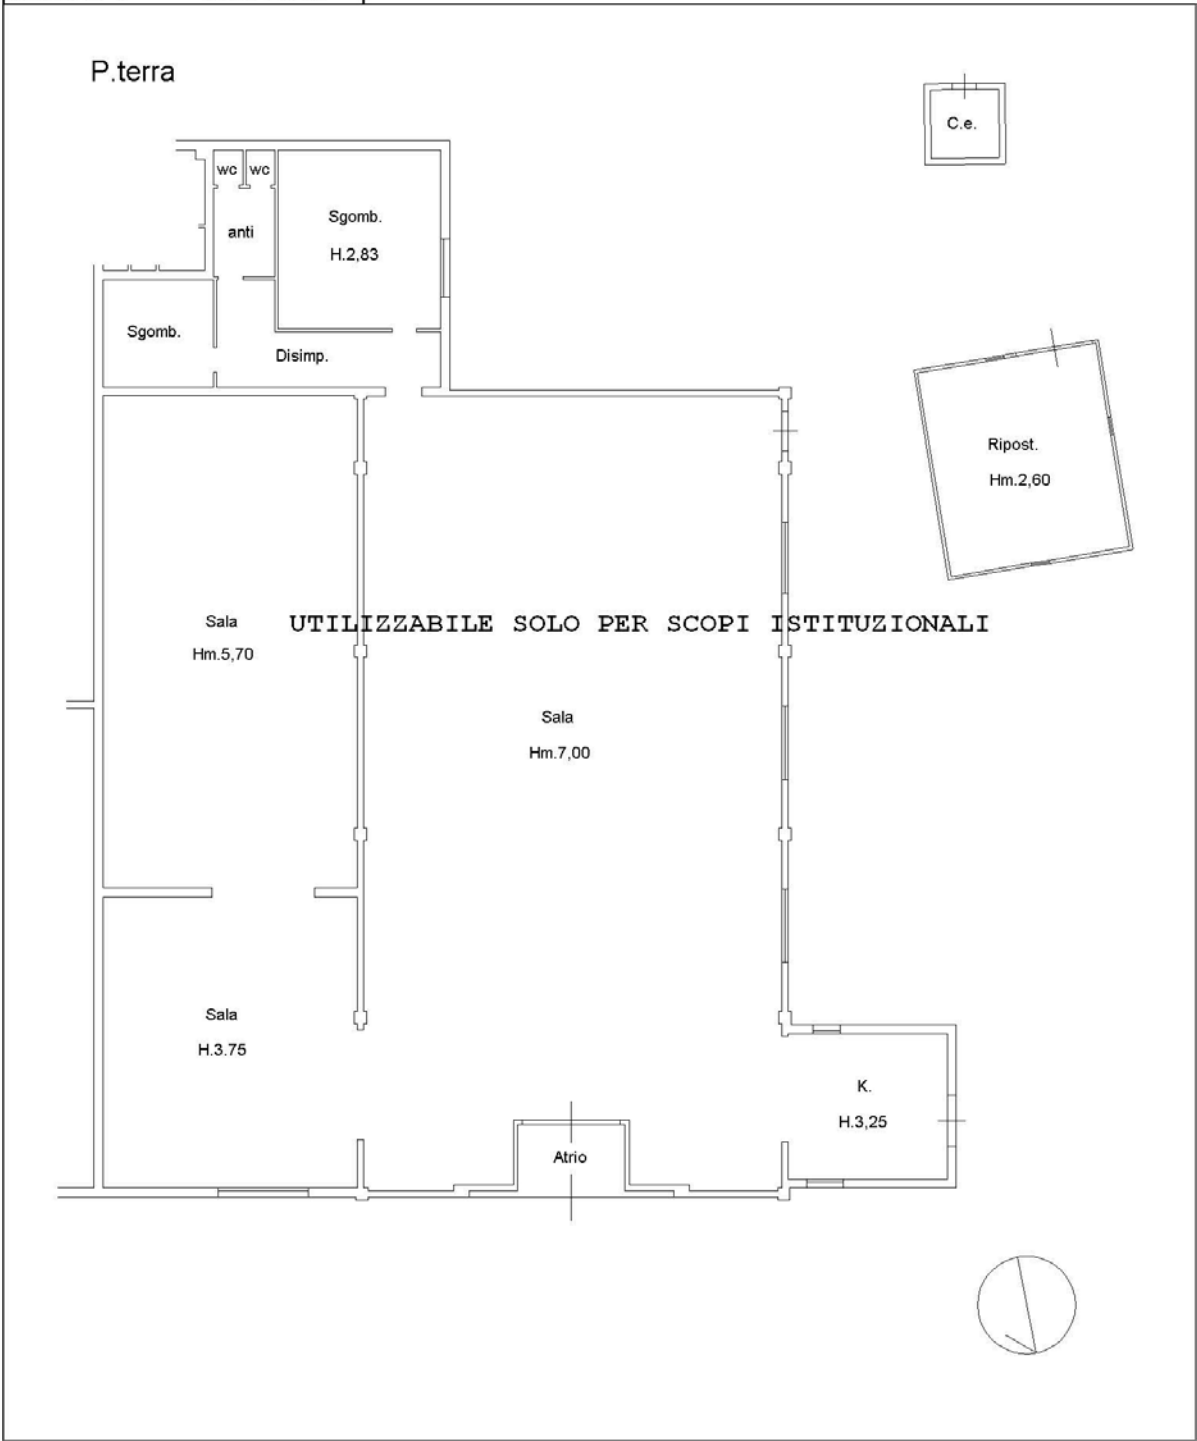 P.terra
C.e.
wc wc
anti
Sgomb.
H.2,83
Sgomb.
Disimp.
Ripost.
Hm.2,60
Sala
Hm.5,70
UTILIZZABILE SOLO PER SCOPI ISTITUZIONALI
Sala
Hm.7,00
Sala
H.3.75
K.
H.3,25
Atrio